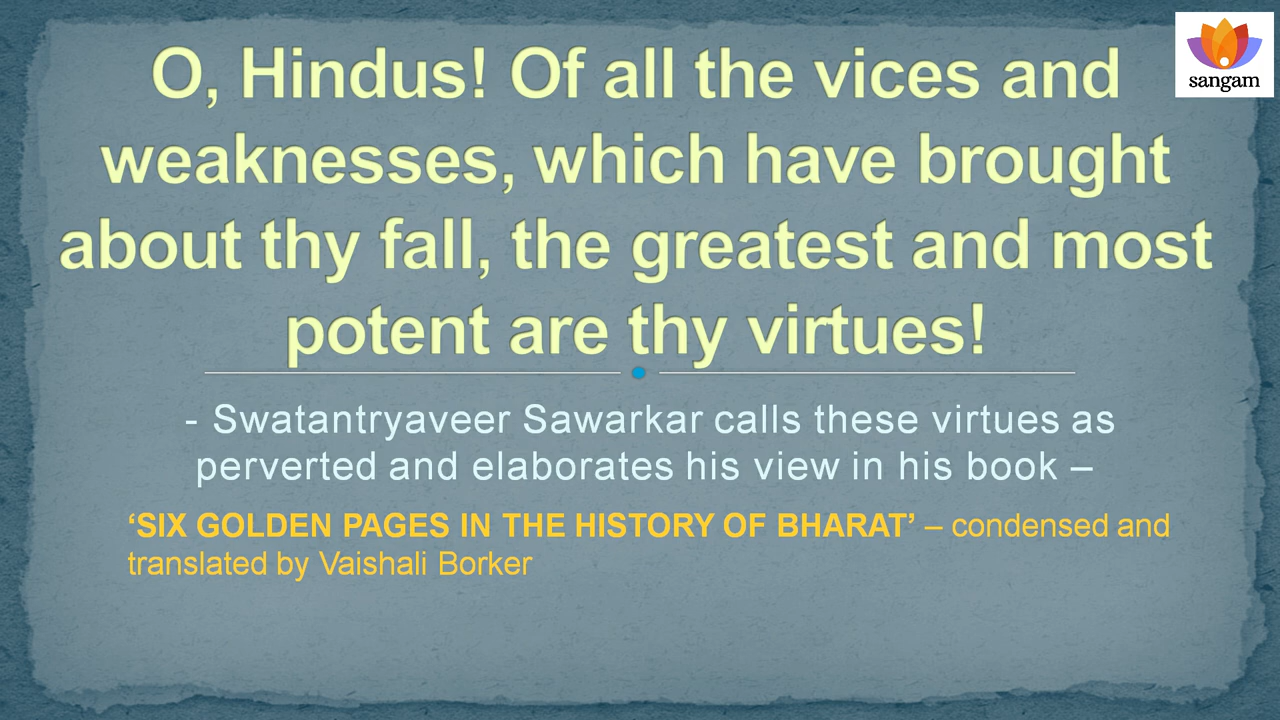 sangam
O, Hindus! Of all the vices and
weaknesses, which have brought
about thy fall, the greatest and most
potent are thy virtues!
- Swatantryaveer Sawarkar calls these virtues as
perverted and elaborates his view in his book –
‘SIX GOLDEN PAGES IN THE HISTORY OF BHARAT’ – condensed and
translated by Vaishali Borker